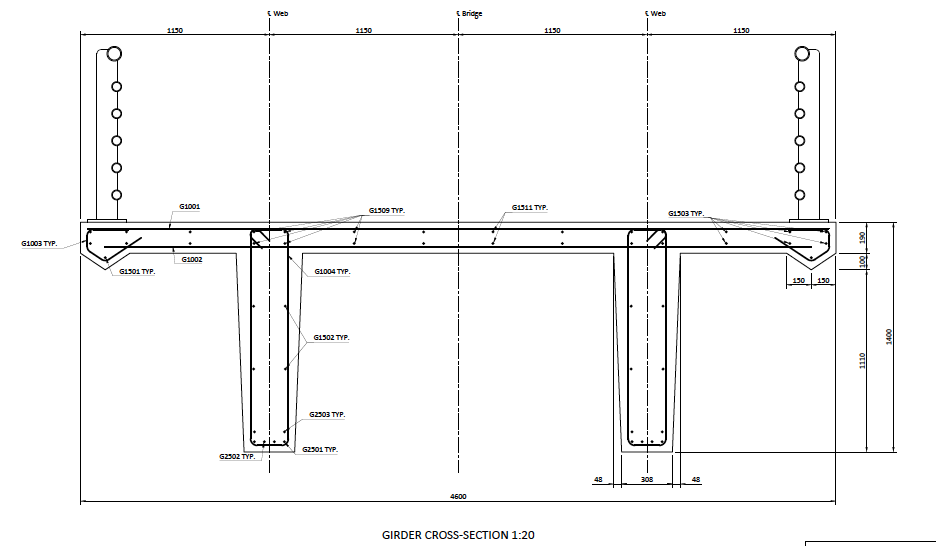 ℄ Web
℄ Bridge
℄ Web
1150
1150
1150
1150
G1001
G1509 TYP.
G1511 TYP.
G1503 TYP.
G1003 TYP.
G1002
G1501 TYP.
G1004 TYP.
190
100
150
150
1400
1110
G1502 TYP.
G2503 TYP.
G2501 TYP.
G2502 TYP.
48
308
48
4600
GIRDER CROSS-SECTION 1:20